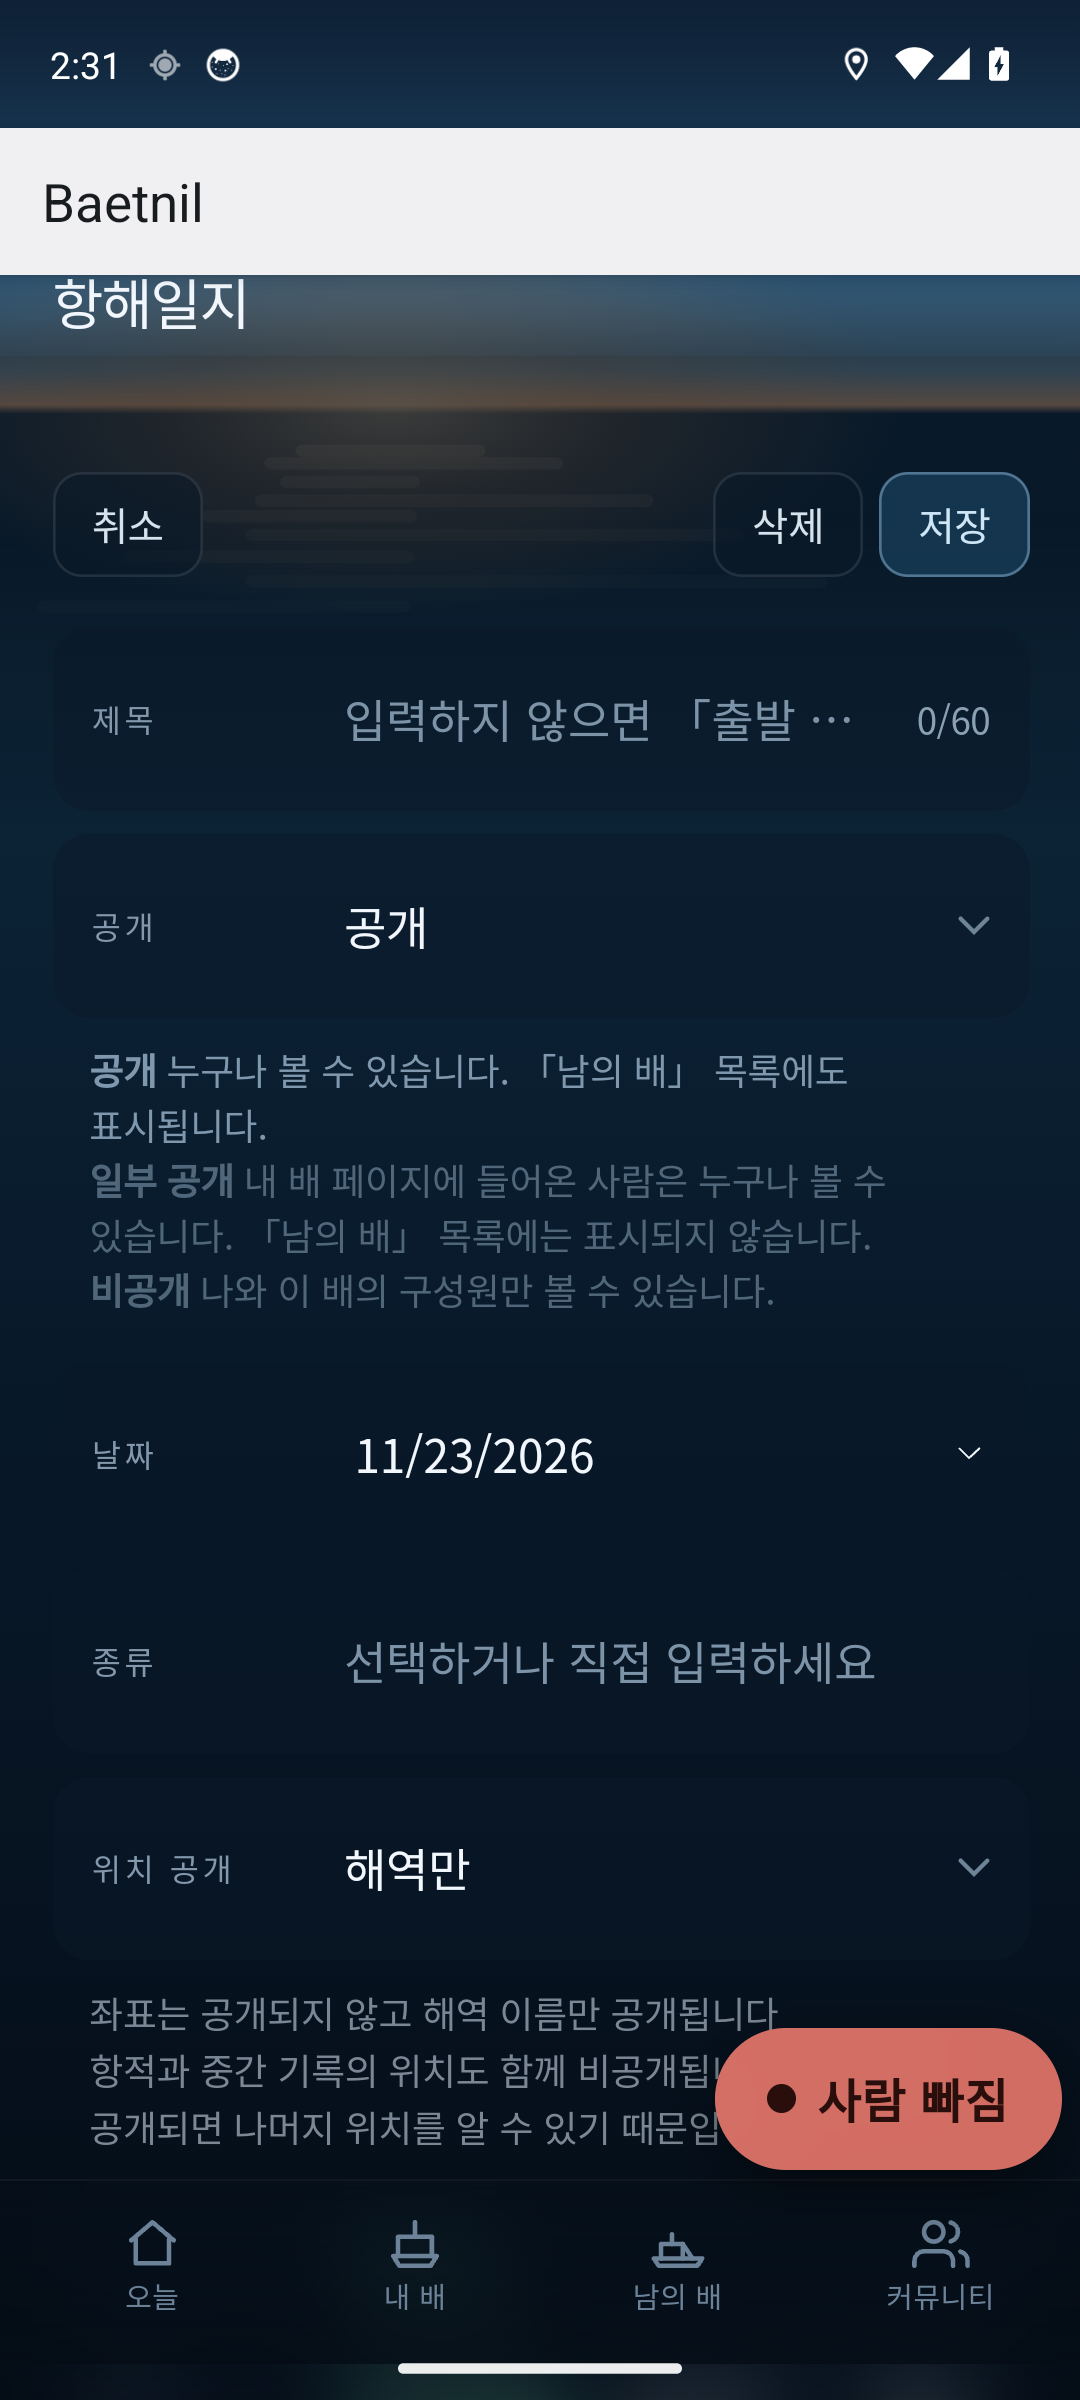 2:31
Baetnil
항해일지
취소
삭제
저장
제목
입력하지 않으면 「출발 …
0/60
공개
공개
공개 누구나 볼 수 있습니다. 「남의 배」 목록에도
표시됩니다.
일부 공개 내 배 페이지에 들어온 사람은 누구나 볼 수
있습니다. 「남의 배」 목록에는 표시되지 않습니다.
비공개 나와 이 배의 구성원만 볼 수 있습니다.
날짜
11/23/2026
종류
선택하거나 직접 입력하세요
위치 공개
해역만
좌표는 공개되지 않고 해역 이름만 공개됩니다
항적과 중간 기록의 위치도 함께
공개되면 나머지 위치를 알 수 있기
사람 빠짐
오늘
내 배
남의 배
커뮤니티